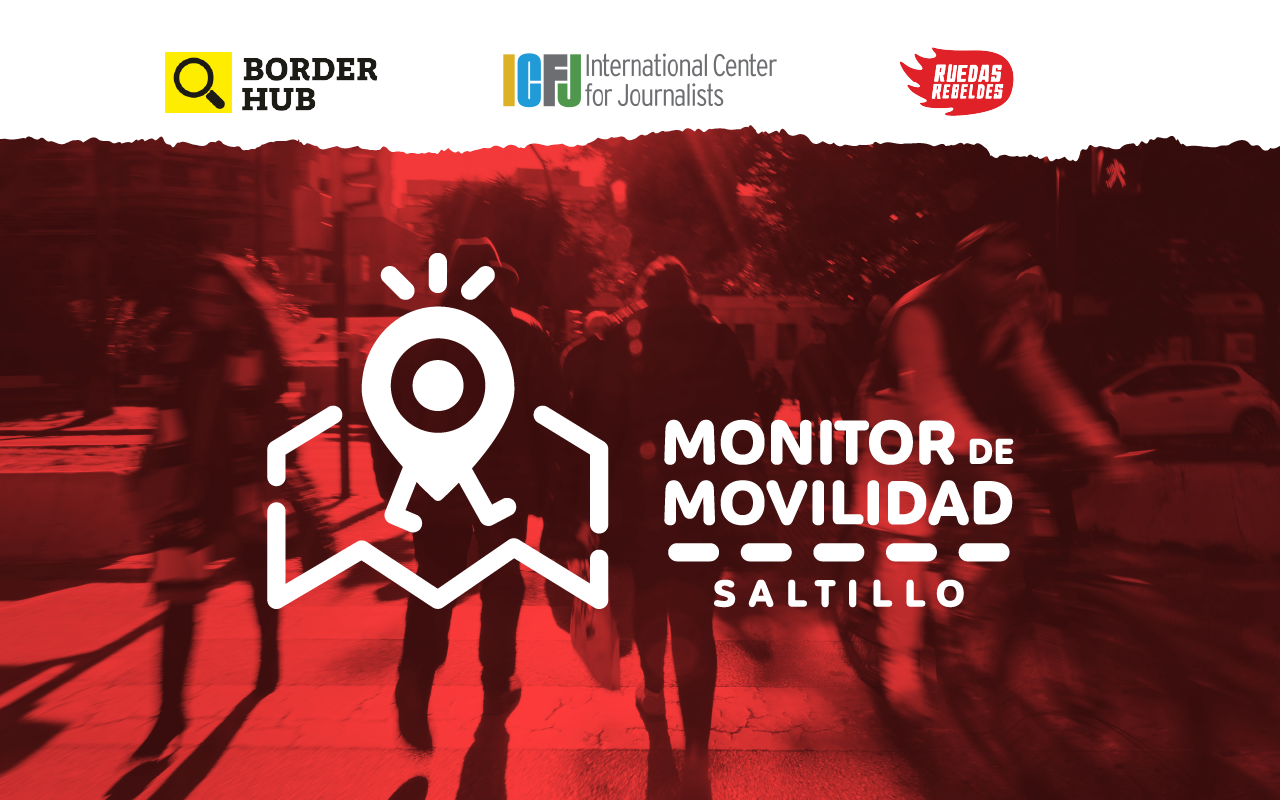 BORDER
HUB
ICFJ International Center
for Journalists
RUEDAS
REBELDES
MONITOR DE
MOVILIDAD
SALTILLO